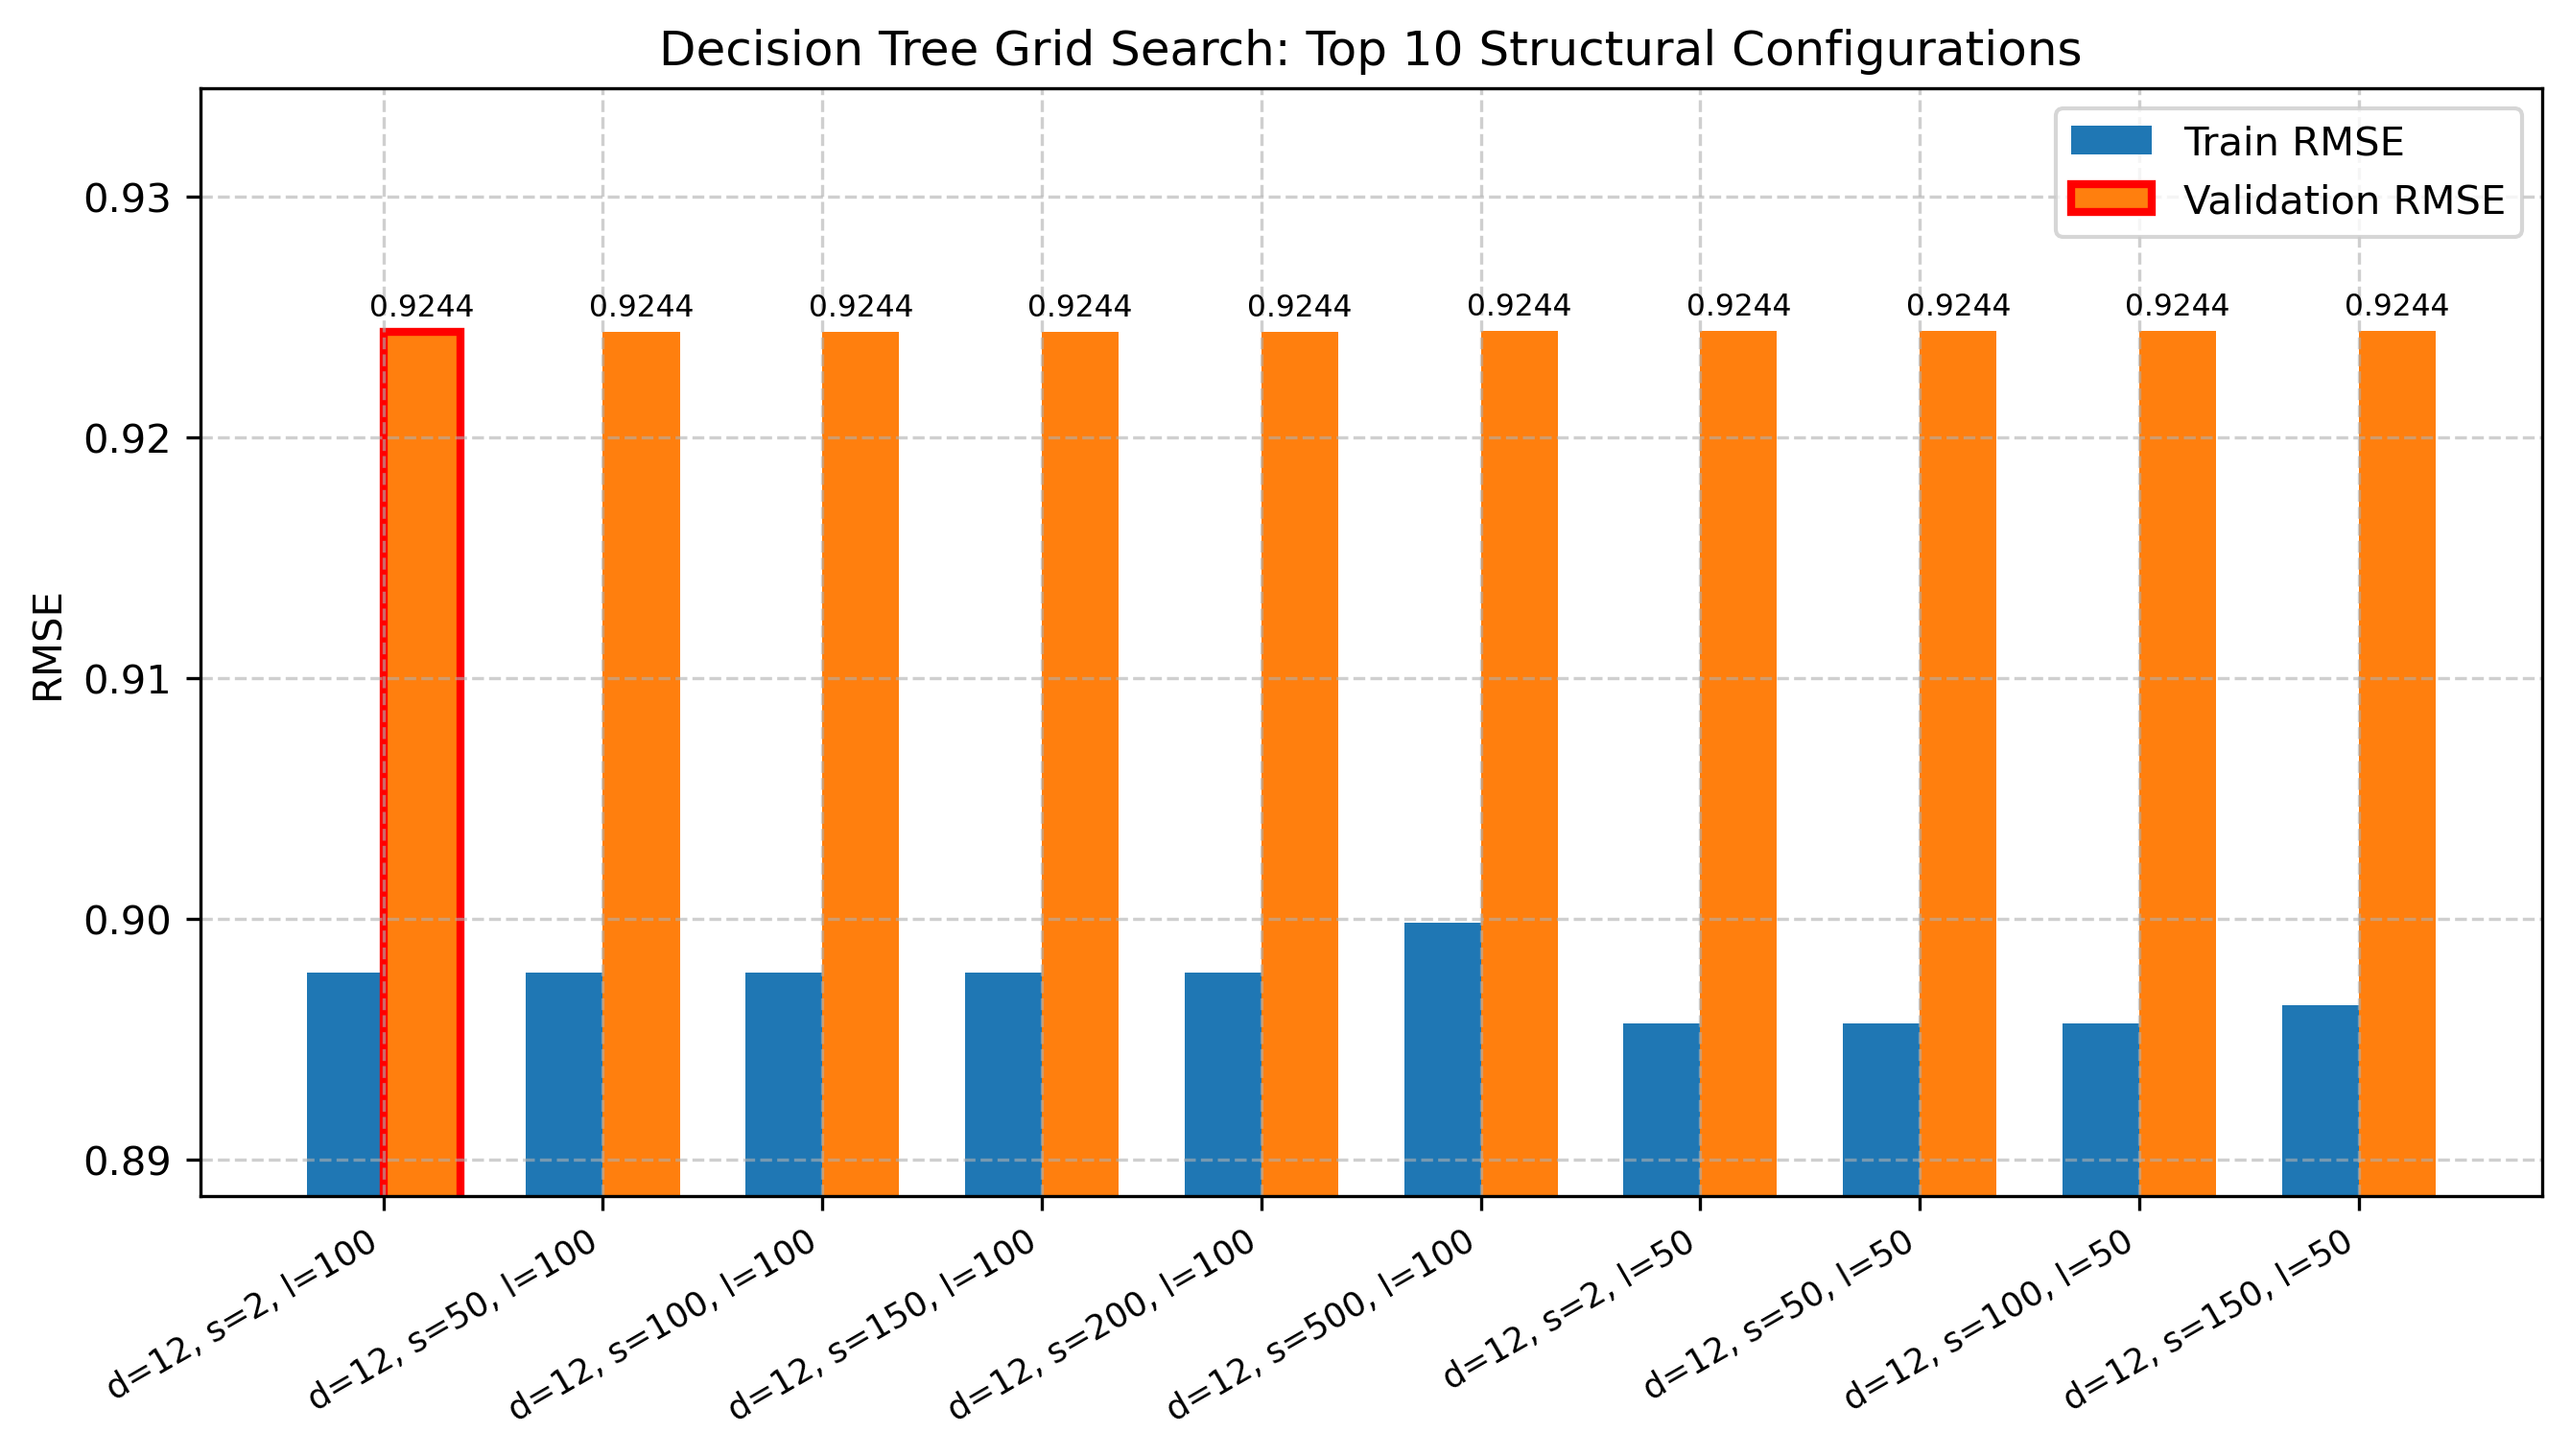 Decision Tree Grid Search: Top 10 Structural Configurations
Train RMSE
Validation RMSE
RMSE
0.93
0.92
0.91
0.90
0.89
0.9244
0.9244
0.9244
0.9244
0.9244
0.9244
0.9244
0.9244
0.9244
0.9244
d=12, s=2, l=100
d=12, s=50, l=100
d=12, s=100, l=100
d=12, s=150, l=100
d=12, s=200, l=100
d=12, s=500, l=100
d=12, s=2, l=50
d=12, s=50, l=50
d=12, s=100, l=50
d=12, s=150, l=50